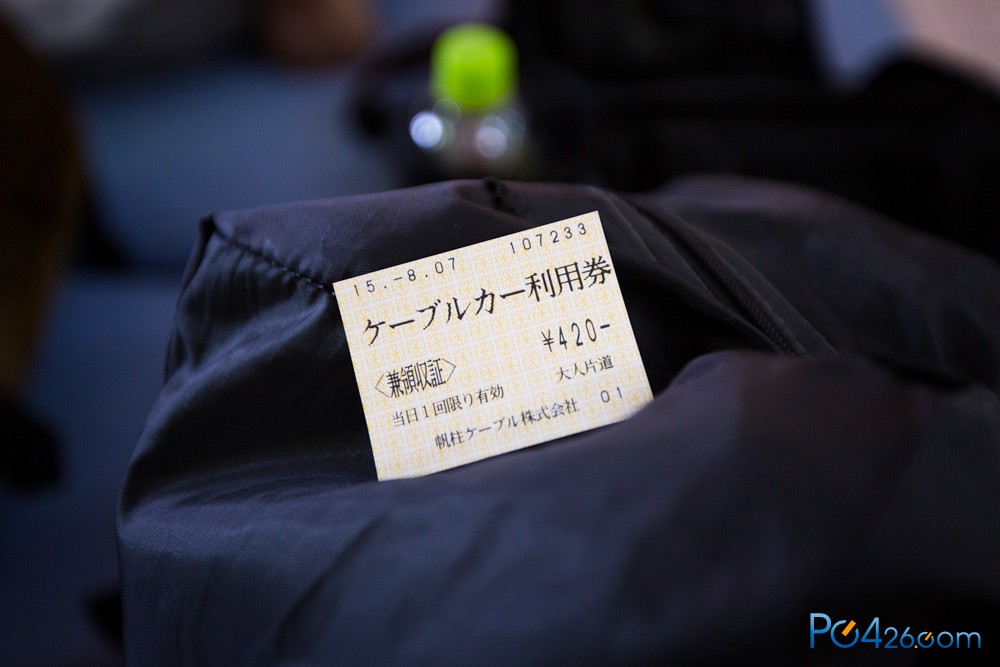 15.-8.07 107233
ケーブルカー利用券
¥420-
〈兼領収証〉 大人片道
当日1回限り有効
帆柱ケーブル株式会社 01
PC426.com